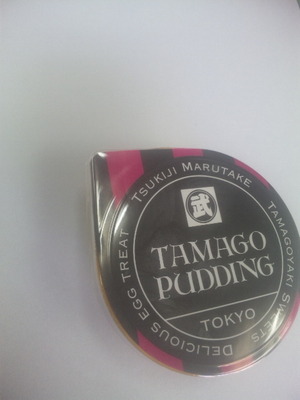 TSUKIJI MARUTAKE
TAMAGOYAKI SWEETS
DELICIOUS EGG TREAT
武
TAMAGO
PUDDING
TOKYO